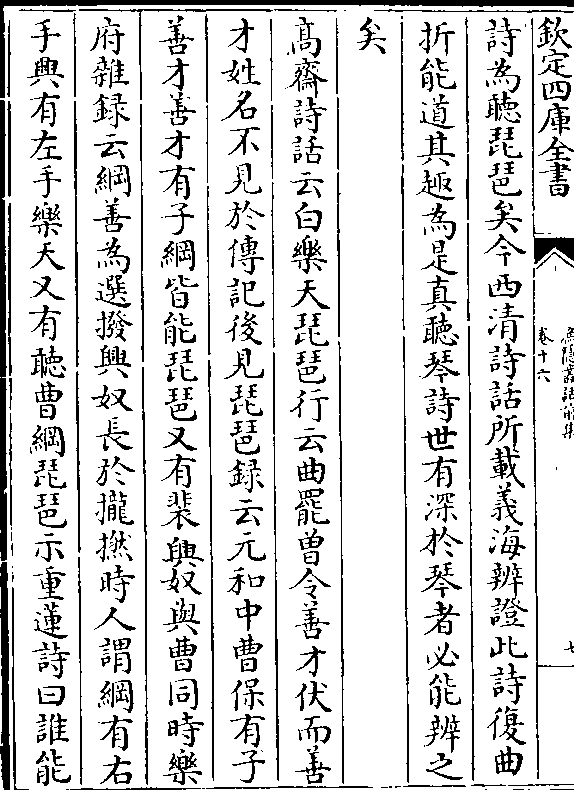 欽定四庫全書
漁隱叢話前集
卷十六
七
詩為聽琵琶矣今西清詩話所載義海辨證此詩復曲
折能道其趣為是真聽琴詩世有深於琴者必能辨之
矣
髙齋詩話云白樂天琵琶行云曲罷曽令善才伏而善
才姓名不見於傳記後見琵琶録云元和中曹保有子
善才善才有子綱皆能琵琶又有裴興奴與曹同時樂
府雜録云綱善為選撥興奴長於攏撚時人謂綱有右
手興有左手樂天又有聽曹綱琵琶示重蓮詩曰誰能